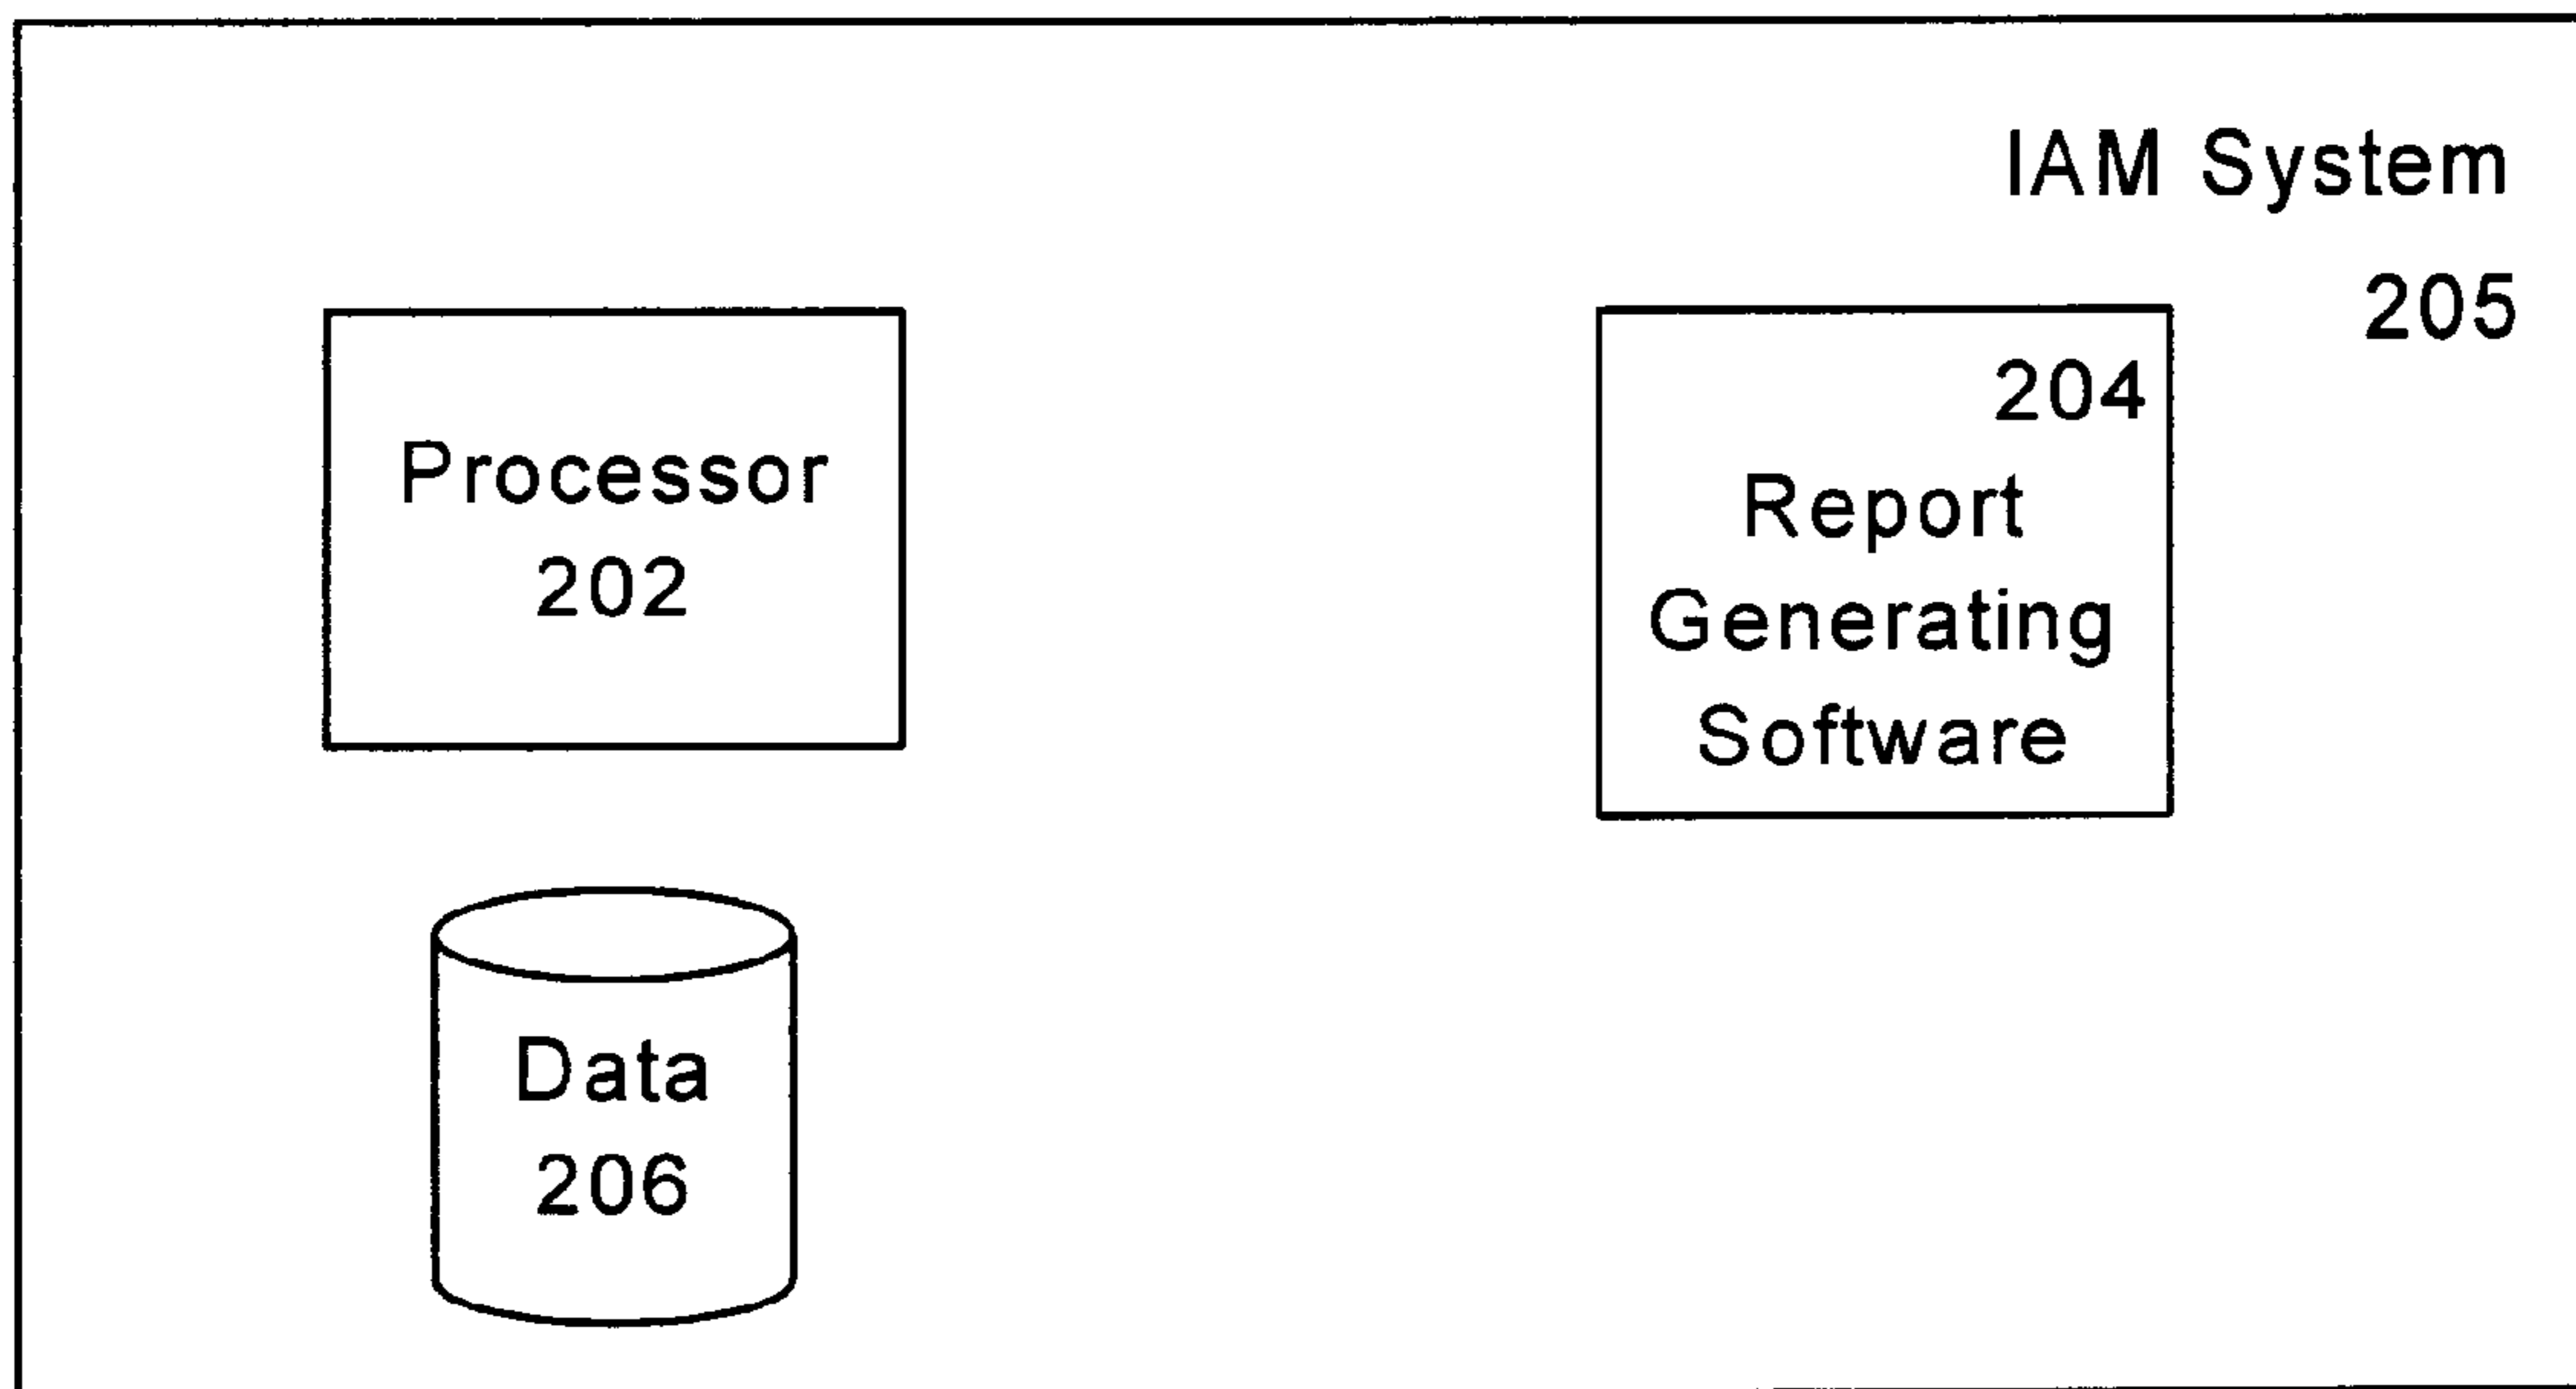 IAM System
205
Processor
202
204
Report
Generating
Software
Data
206